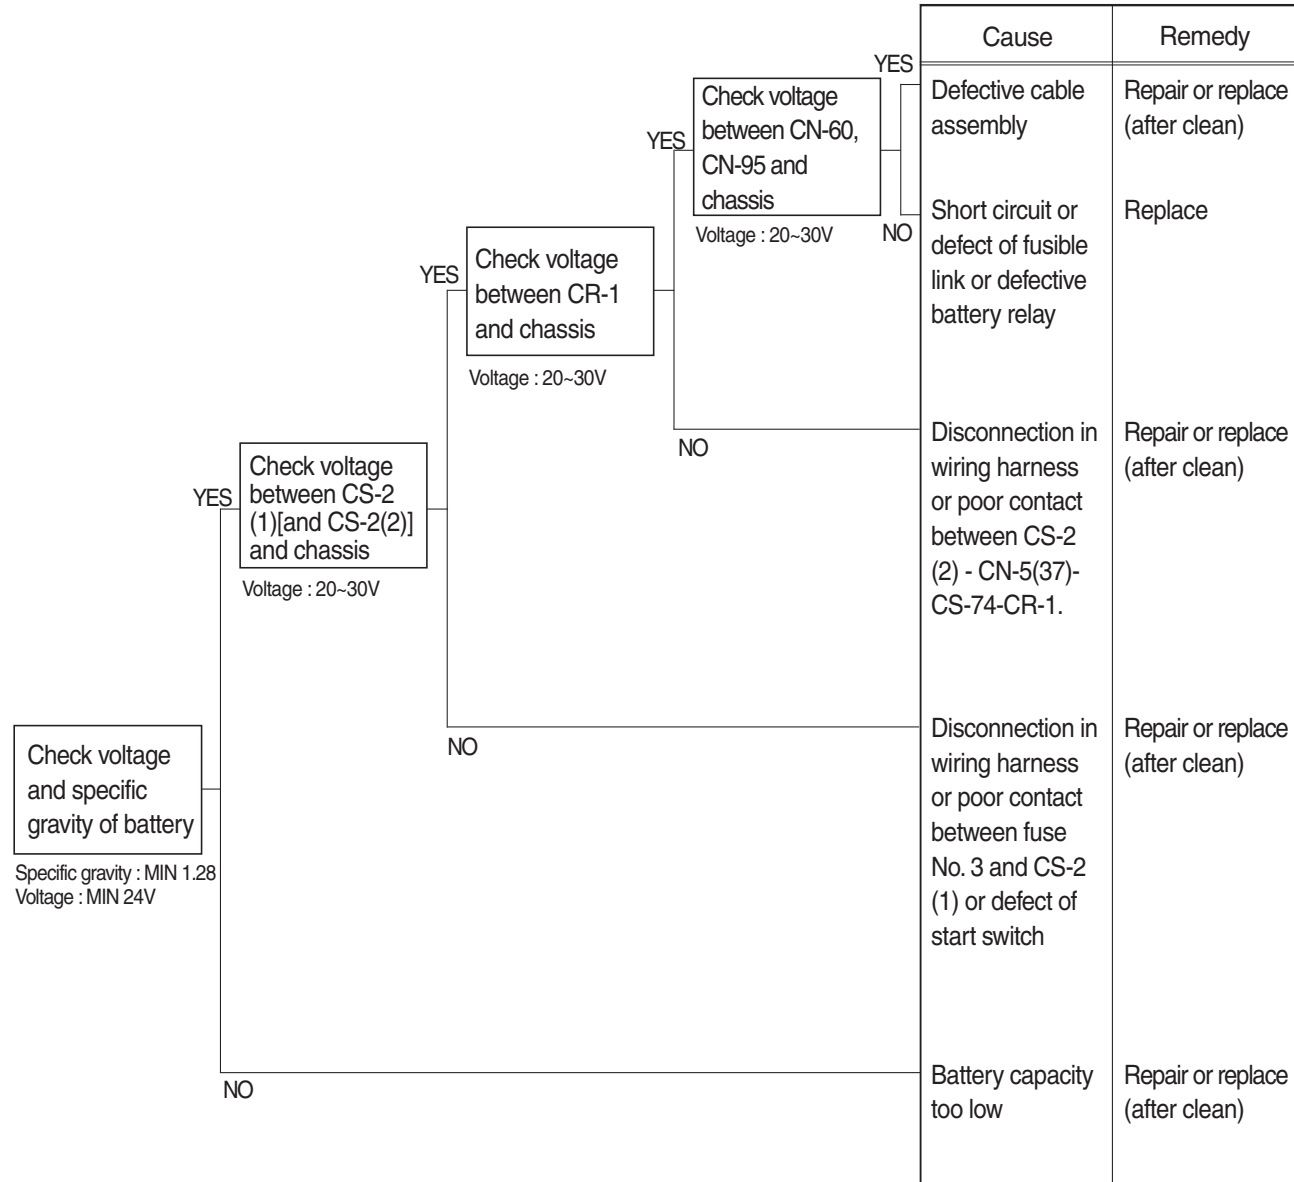 Cause
Remedy
YES
Check voltage
between CN-60,
CN-95 and
chassis
Voltage : 20~30V
YES
NO
Defective cable
assembly
Repair or replace
(after clean)
Short circuit or
defect of fusible
link or defective
battery relay
Replace
YES
Check voltage
between CR-1
and chassis
Voltage : 20~30V
NO
Disconnection in
wiring harness
or poor contact
between CS-2
(2) - CN-5(37)-
CS-74-CR-1.
Repair or replace
(after clean)
YES
Check voltage
between CS-2
(1)[and CS-2(2)]
and chassis
Voltage : 20~30V
NO
Disconnection in
wiring harness
or poor contact
between fuse
No. 3 and CS-2
(1) or defect of
start switch
Repair or replace
(after clean)
Check voltage
and specific
gravity of battery
Specific gravity : MIN 1.28
Voltage : MIN 24V
NO
Battery capacity
too low
Repair or replace
(after clean)